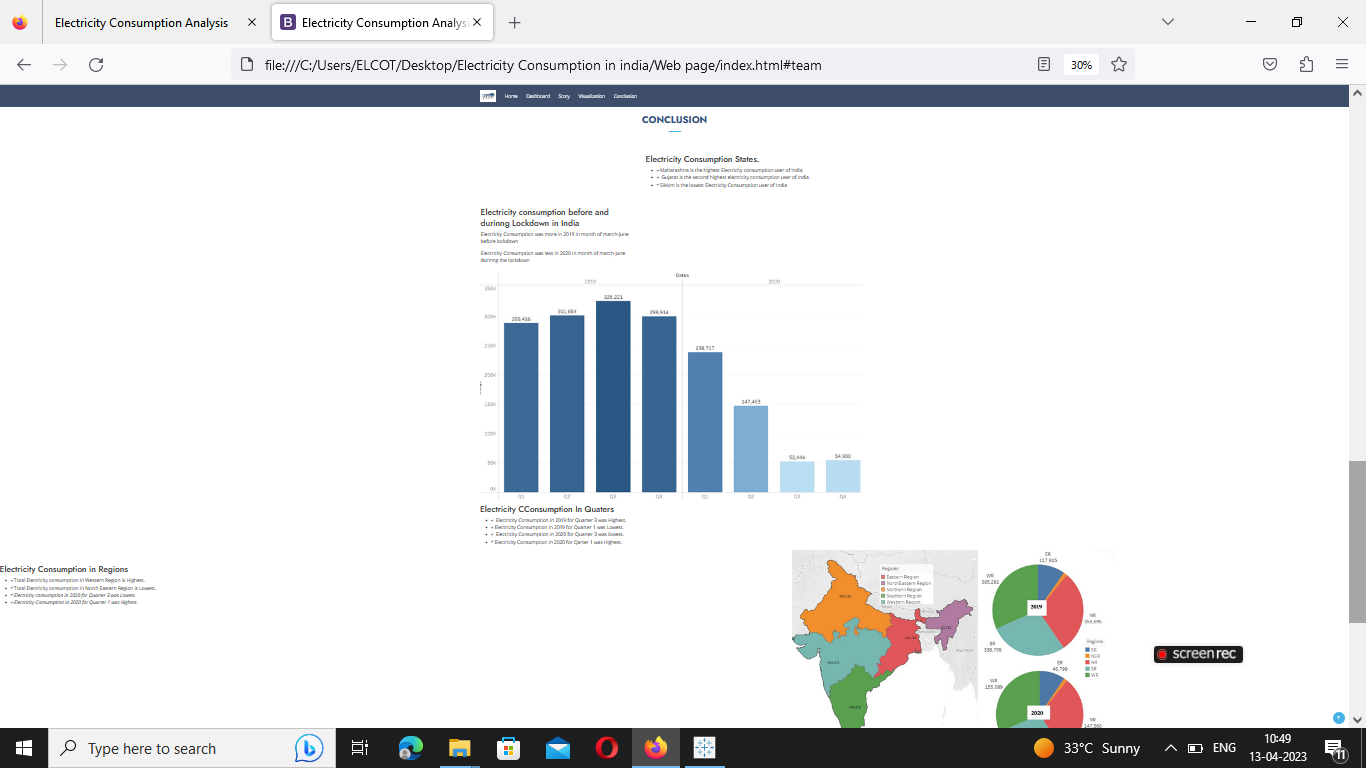 Electricity Consumption Analysis
Electricity Consumption Analys
file:///C:/Users/ELCOT/Desktop/Electricity Consumption in india/Web page/index.html#team
30%
Home Dashboard Story Visualization Conclusion
CONCLUSION
Electricity Consumption States.
Maharashtra is the highest Electricity consumption user of india
Gujarat is the second highest electricity consumption user of india
Sikkim is the lowest Electricity Consumption user of india
Electricity consumption before and
durinng Lockdown in India
Electricity Consumption was more in 2019 in month of march-june
before lockdown
Electricity Consumption was less in 2020 in month of march-june
durinng the lockdown
Dates
2019 2020
350K
300K
250K
200K
150K
100K
50K
0K
326,221
301,854
299,914
238,717
147,453
52,444
54,900
Q1 Q2 Q3 Q4 Q1 Q2 Q3 Q4
Electricity CConsumption In Quaters
Electricity Consumption in 2019 for Quarter 3 was Highest.
Electricity Consumption in 2019 for Quarter 1 was Lowest.
Electricity Consumption in 2020 for Quarter 3 was lowest.
Electricity Consumption in 2020 for Qarter 1 was Highest.
Electricity Consumption in Regions
Total Electricity consumption in Western Region is Highest.
Total Electricity consumption in North Eastern Region is Lowest.
Electricity consumption in 2020 for Quarter 3 was Lowest.
Electricity Consumption in 2020 for Quarter 1 was Highest.
Regions
Eastern Region
NorthEastern Region
Northern Region
Southern Region
Western Region
Myanmar
ER
117,915
WR
395,201
2019
NR
353,695
SR
338,795
Regions
ER
NER
NR
SR
WR
ER
45,799
WR
155,089
2020
NR
147,960
screenrec
Type here to search
33°C Sunny
ENG
10:49
13-04-2023
11